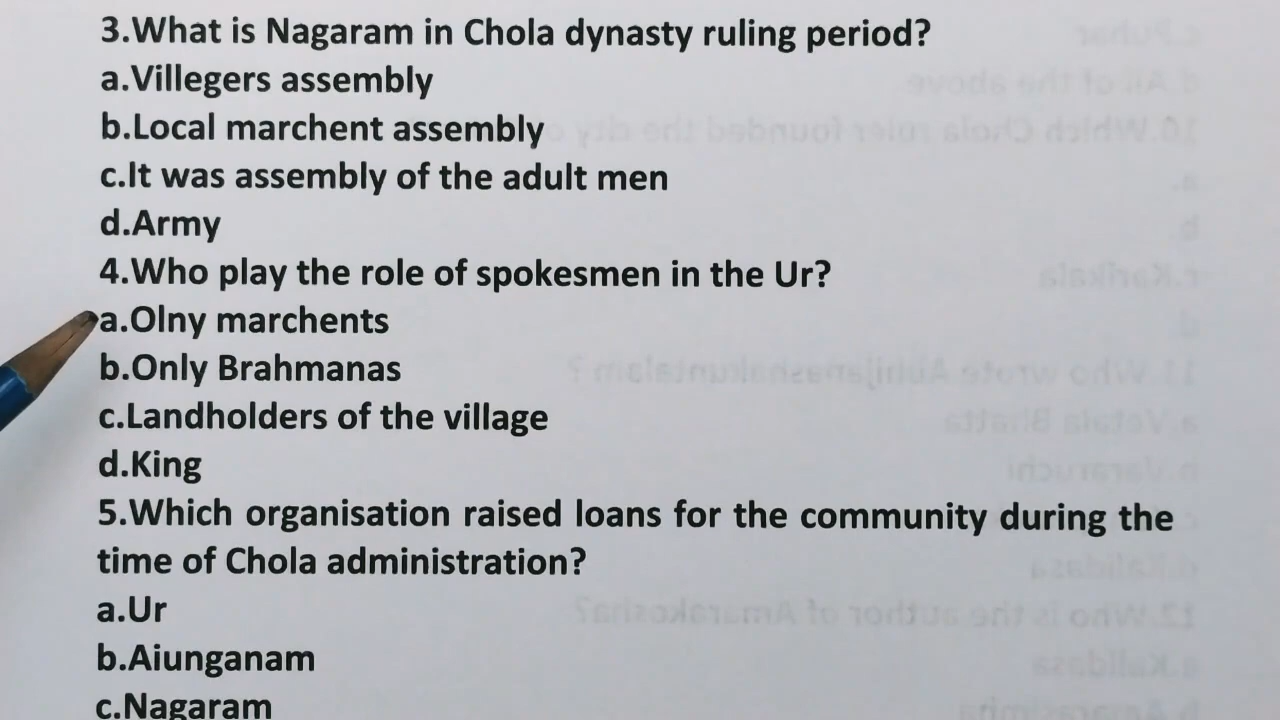 3.What is Nagaram in Chola dynasty ruling period?
a.Villegers assembly
b.Local marchent assembly
c.It was assembly of the adult men
d.Army
4.Who play the role of spokesmen in the Ur?
a.Olny marchents
b.Only Brahmanas
c.Landholders of the village
d.King
5.Which organisation raised loans for the community during the
time of Chola administration?
a.Ur
b.Aiunganam
c.Nagaram